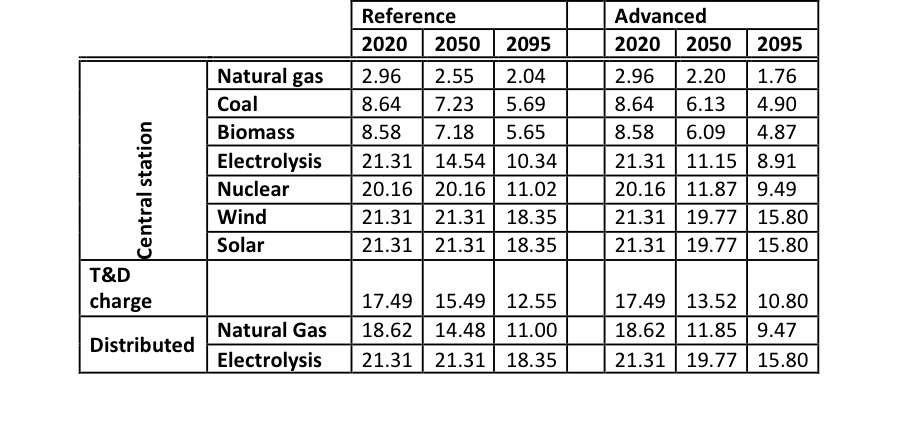 Reference Advanced
2020 2050 2095 2020 2050 2095
Central station
Natural gas 2.96 2.55 2.04 2.96 2.20 1.76
Coal 8.64 7.23 5.69 8.64 6.13 4.90
Biomass 8.58 7.18 5.65 8.58 6.09 4.87
Electrolysis 21.31 14.54 10.34 21.31 11.15 8.91
Nuclear 20.16 20.16 11.02 20.16 11.87 9.49
Wind 21.31 21.31 18.35 21.31 19.77 15.80
Solar 21.31 21.31 18.35 21.31 19.77 15.80
T&D
charge 17.49 15.49 12.55 17.49 13.52 10.80
Distributed
Natural Gas 18.62 14.48 11.00 18.62 11.85 9.47
Electrolysis 21.31 21.31 18.35 21.31 19.77 15.80